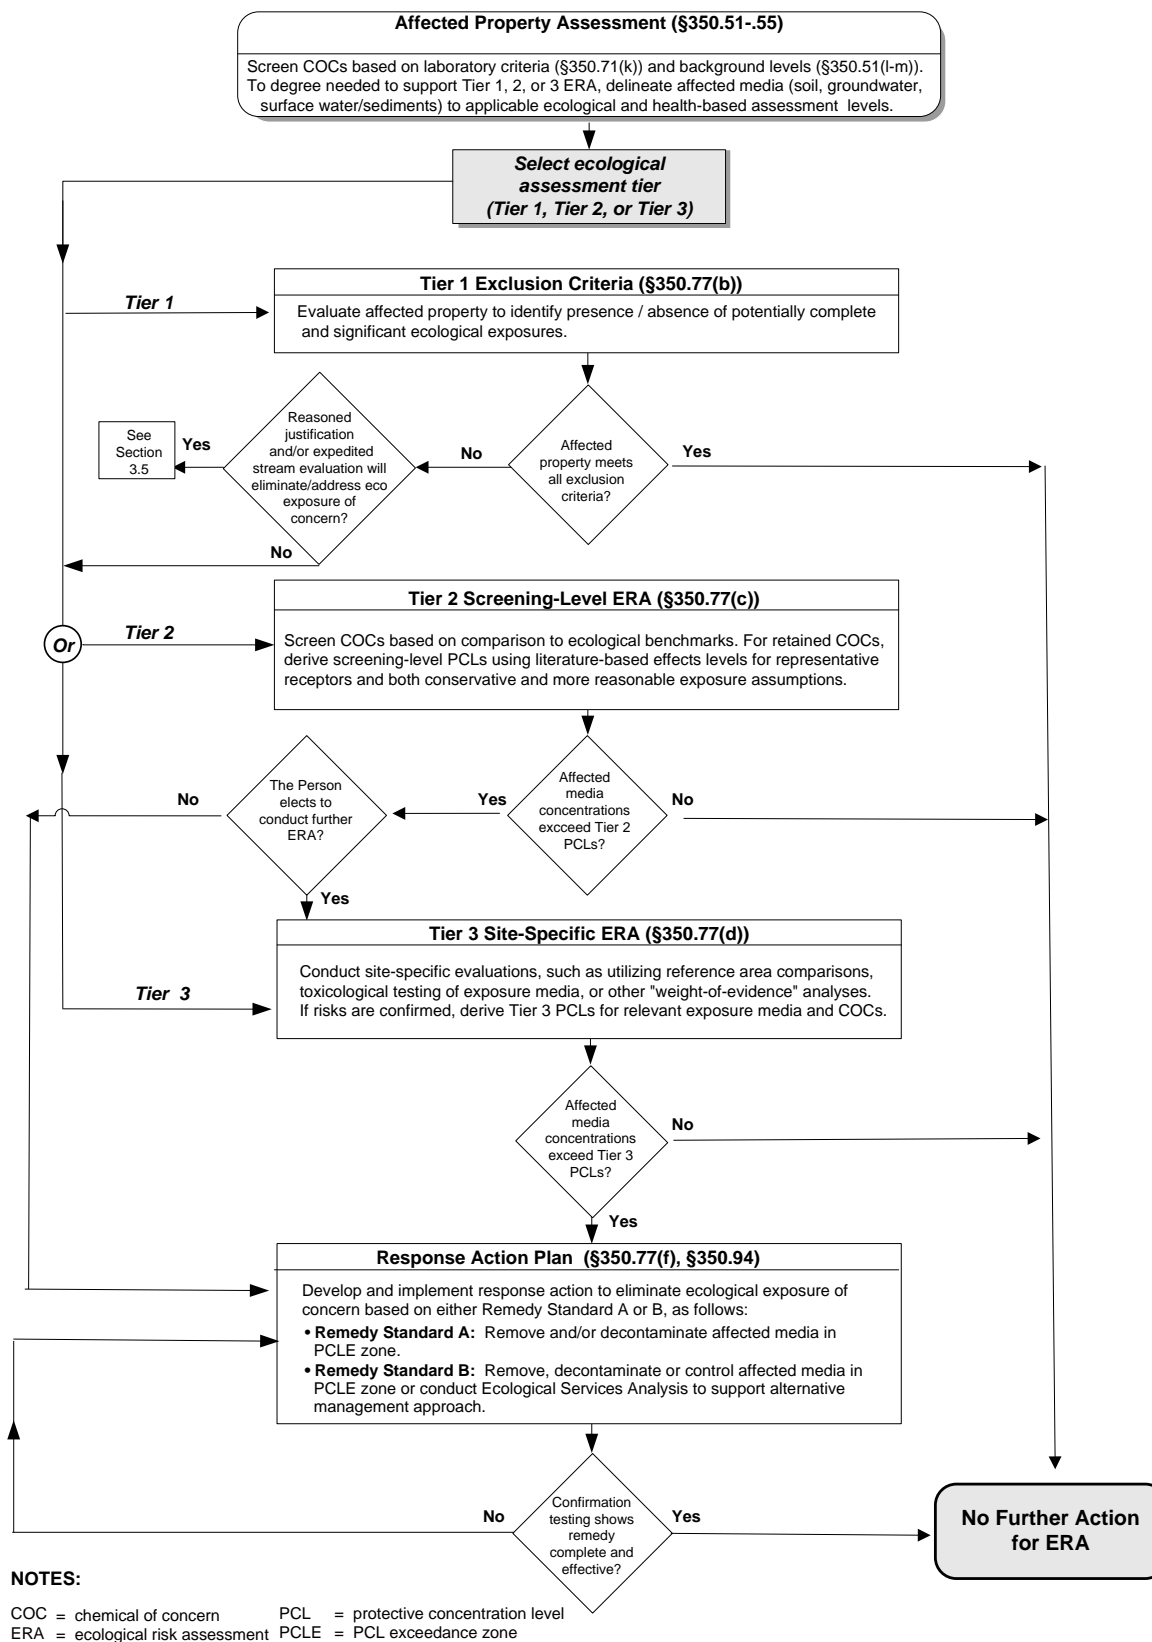 Affected Property Assessment (§350.51-.55)
Screen COCs based on laboratory criteria (§350.71(k)) and background levels (§350.51(l-m)).
To degree needed to support Tier 1, 2, or 3 ERA, delineate affected media (soil, groundwater,
surface water/sediments) to applicable ecological and health-based assessment levels.
Select ecological
assessment tier
(Tier 1, Tier 2, or Tier 3)
Tier 1
Tier 1 Exclusion Criteria (§350.77(b))
Evaluate affected property to identify presence / absence of potentially complete
and significant ecological exposures.
See
Section
3.5
Yes
Reasoned
justification
and/or expedited
stream evaluation will
eliminate/address eco
exposure of
concern?
No
Affected
property meets
all exclusion
criteria?
Yes
No
Or
Tier 2
Tier 2 Screening-Level ERA (§350.77(c))
Screen COCs based on comparison to ecological benchmarks. For retained COCs,
derive screening-level PCLs using literature-based effects levels for representative
receptors and both conservative and more reasonable exposure assumptions.
No
The Person
elects to
conduct further
ERA?
Yes
Affected
media
concentrations
excceed Tier 2
PCLs?
No
Yes
Tier 3
Tier 3 Site-Specific ERA (§350.77(d))
Conduct site-specific evaluations, such as utilizing reference area comparisons,
toxicological testing of exposure media, or other "weight-of-evidence" analyses.
If risks are confirmed, derive Tier 3 PCLs for relevant exposure media and COCs.
Affected
media
concentrations
exceed Tier 3
PCLs?
No
Yes
Response Action Plan (§350.77(f), §350.94)
Develop and implement response action to eliminate ecological exposure of
concern based on either Remedy Standard A or B, as follows:
• Remedy Standard A: Remove and/or decontaminate affected media in
PCLE zone.
• Remedy Standard B: Remove, decontaminate or control affected media in
PCLE zone or conduct Ecological Services Analysis to support alternative
management approach.
No
Confirmation
testing shows
remedy
complete and
effective?
Yes
No Further Action
for ERA
NOTES:
COC = chemical of concern PCL = protective concentration level
ERA = ecological risk assessment PCLE = PCL exceedance zone